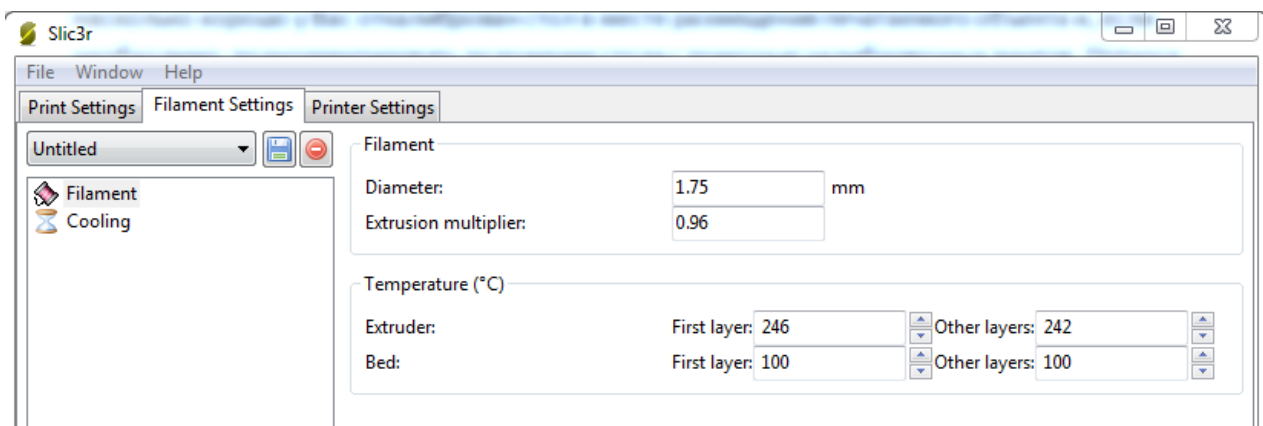 Slic3r
File Window Help
Print Settings Filament Settings Printer Settings
Untitled
Filament
Cooling
Filament
Diameter: 1.75 mm
Extrusion multiplier: 0.96
Temperature (°C)
Extruder: First layer: 246 Other layers: 242
Bed: First layer: 100 Other layers: 100